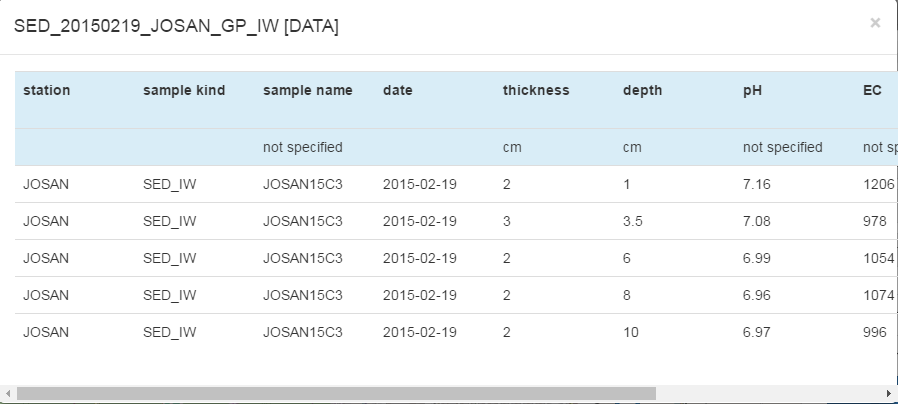 SED_20150219_JOSAN_GP_IW [DATA] ×
station sample kind sample name date thickness depth pH EC
not specified cm cm not specified not sp
JOSAN SED_IW JOSAN15C3 2015-02-19 2 1 7.16 1206
JOSAN SED_IW JOSAN15C3 2015-02-19 3 3.5 7.08 978
JOSAN SED_IW JOSAN15C3 2015-02-19 2 6 6.99 1054
JOSAN SED_IW JOSAN15C3 2015-02-19 2 8 6.96 1074
JOSAN SED_IW JOSAN15C3 2015-02-19 2 10 6.97 996